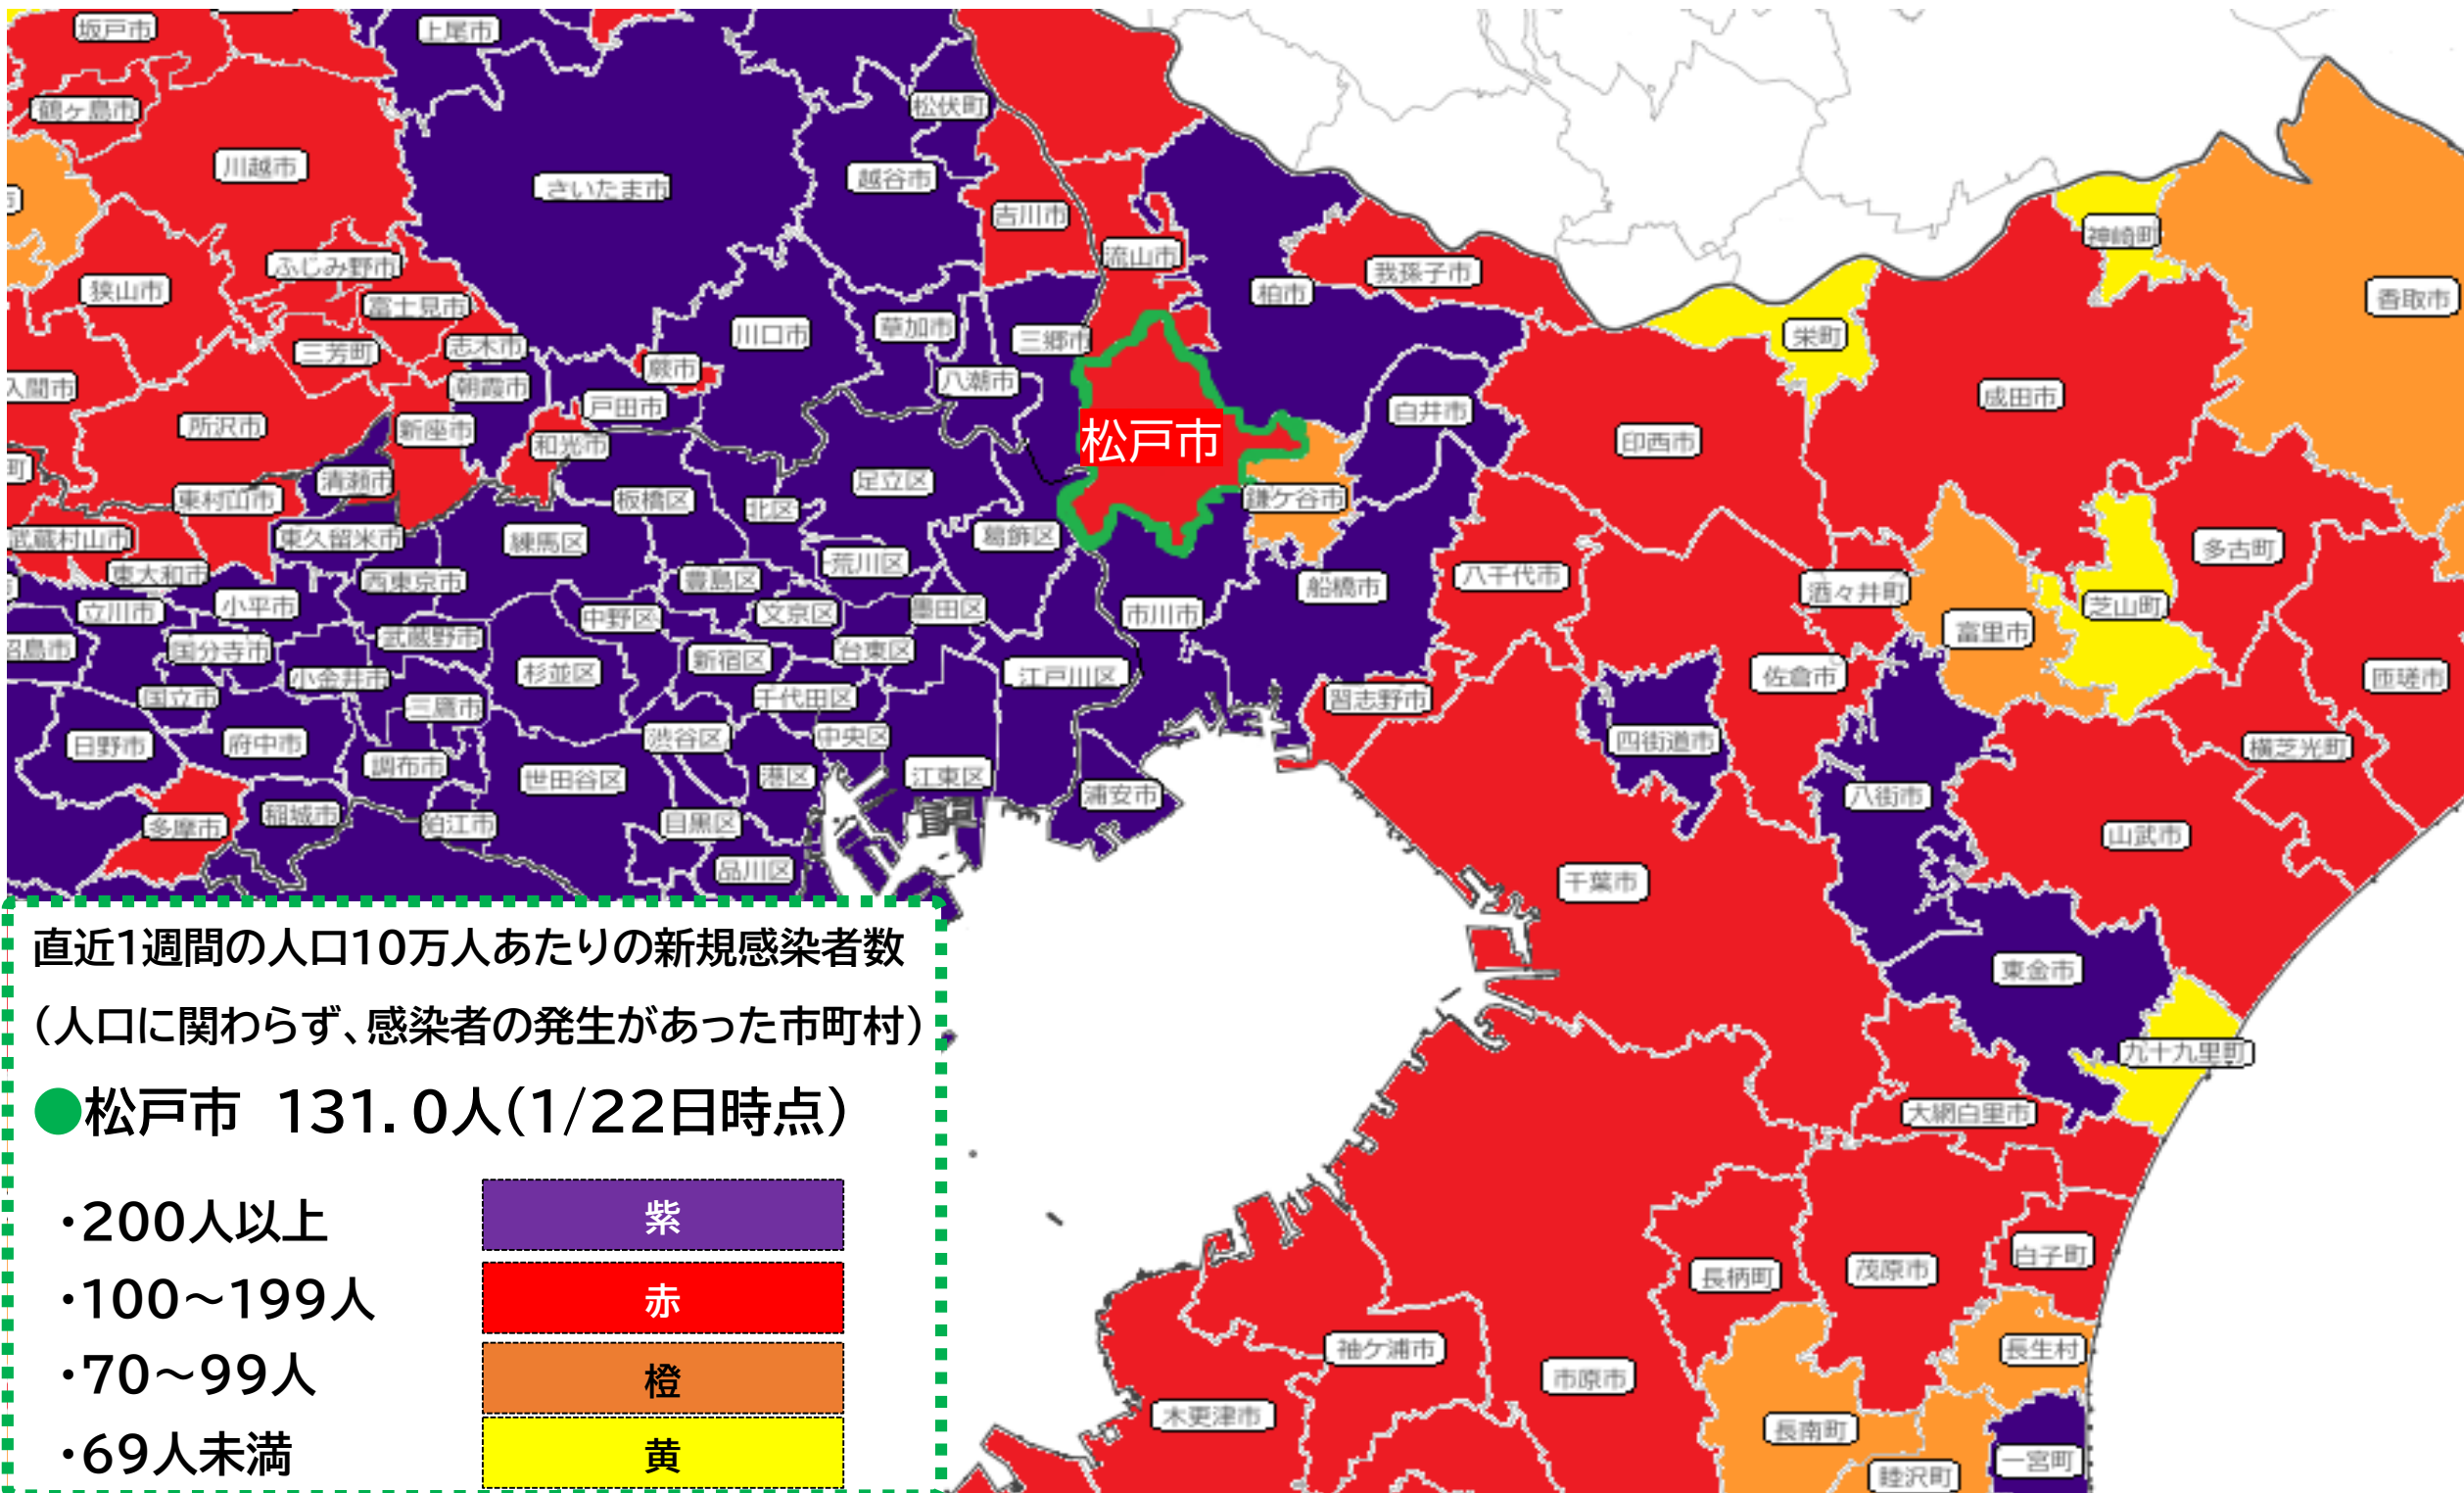 坂戸市
上尾市
鶴ヶ島市
松伏町
川越市
さいたま市
越谷市
吉川市
神崎町
流山市
ふじみ野市
我孫子市
狭山市
柏市
香取市
富士見市
草加市
川口市
三郷市
栄町
志木市
三芳町
蕨市
八潮市
入間市
朝霞市
戸田市
成田市
白井市
所沢市
新座市
松戸市
印西市
和光市
町
清瀬市
足立区
東村山市
板橋区
鎌ケ谷市
北区
葛飾区
武蔵村山市
東久留米市
練馬区
多古町
荒川区
東大和市
西東京市
豊島区
八千代市
船橋市
酒々井町
小平市
芝山町
立川市
中野区
文京区
墨田区
市川市
富里市
武蔵野市
昭島市
国分寺市
台東区
新宿区
杉並区
江戸川区
佐倉市
匝瑳市
小金井市
国立市
千代田区
習志野市
三鷹市
日野市
府中市
渋谷区
中央区
四街道市
横芝光町
調布市
世田谷区
港区
江東区
浦安市
八街市
稲城市
多摩市
狛江市
目黒区
山武市
品川区
千葉市
東金市
九十九里町
大網白里市
白子町
茂原市
長柄町
袖ケ浦市
長生村
市原市
木更津市
長南町
一宮町
睦沢町
直近1週間の人口10万人あたりの新規感染者数
(人口に関わらず、感染者の発生があった市町村)
●松戸市 131.0人(1/22日時点)
・200人以上 紫
・100～199人 赤
・70～99人 橙
・69人未満 黄